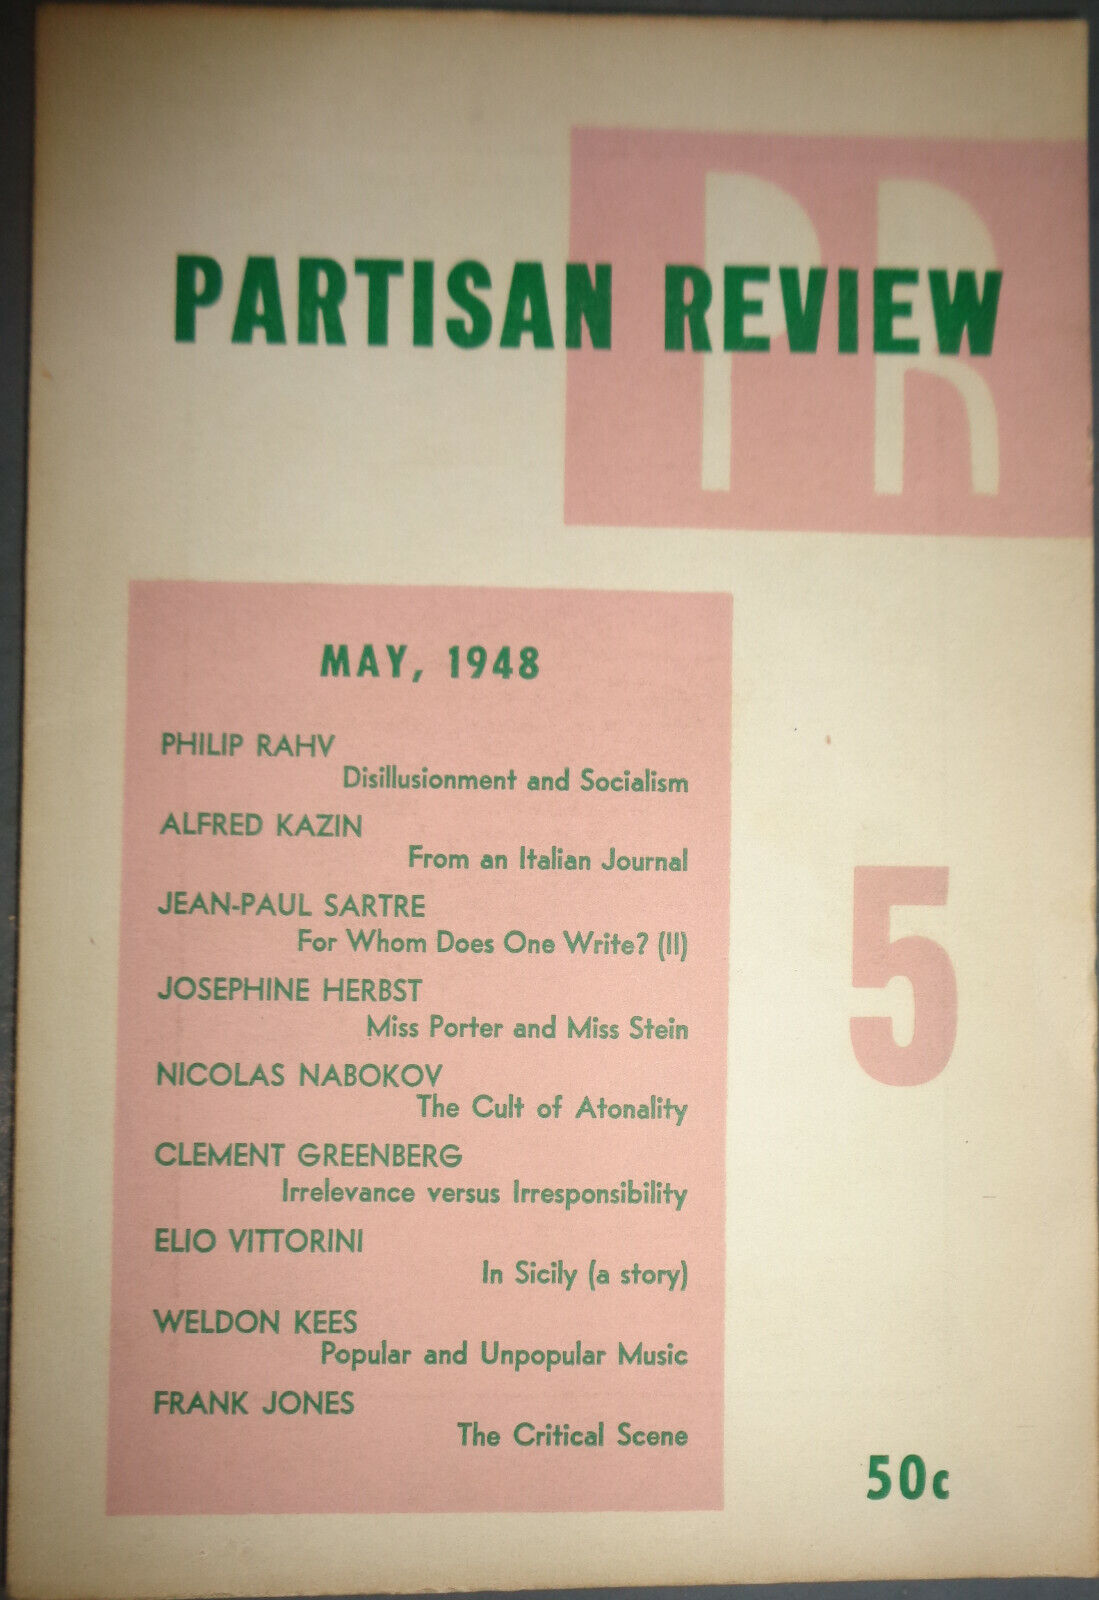 PR
PARTISAN REVIEW
MAY, 1948
PHILIP RAHV
Disillusionment and Socialism
ALFRED KAZIN
From an Italian Journal
JEAN-PAUL SARTRE
For Whom Does One Write? (II)
JOSEPHINE HERBST
Miss Porter and Miss Stein
NICOLAS NABOKOV
The Cult of Atonality
CLEMENT GREENBERG
Irrelevance versus Irresponsibility
ELIO VITTORINI
In Sicily (a story)
WELDON KEES
Popular and Unpopular Music
FRANK JONES
The Critical Scene
5
50c